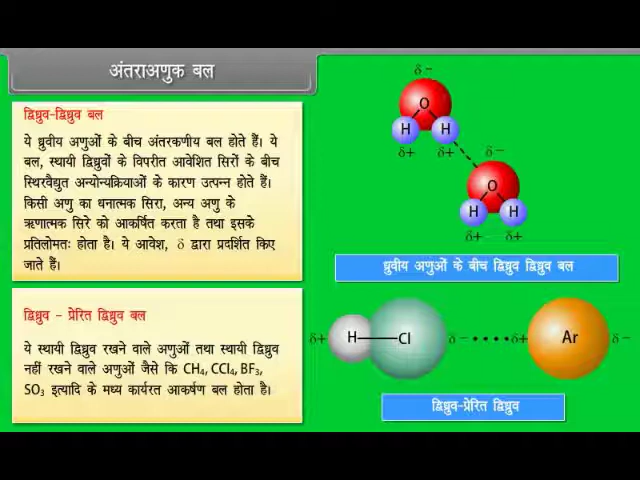 अंतराअणुक बल
द्विध्रुव-द्विध्रुव बल
ये ध्रुवीय अणुओं के बीच अंतरकणीय बल होते हैं। ये
बल, स्थायी द्विध्रुवों के विपरीत आवेशित सिरों के बीच
स्थिरवैद्युत अन्योन्यक्रियाओं के कारण उत्पन्न होते हैं।
किसी अणु का धनात्मक सिरा, अन्य अणु के
ऋणात्मक सिरे को आकर्षित करता है तथा इसके
प्रतिलोमतः होता है। ये आवेश, δ द्वारा प्रदर्शित किए
जाते हैं।
द्विध्रुव - प्रेरित द्विध्रुव बल
ये स्थायी द्विध्रुव रखने वाले अणुओं तथा स्थायी द्विध्रुव
नहीं रखने वाले अणुओं जैसे कि CH₄, CCl₄, BF₃,
SO₃ इत्यादि के मध्य कार्यरत आकर्षण बल होता है।
δ−
O
H H
δ+ δ+
δ−
O
H H
δ+ δ+
ध्रुवीय अणुओं के बीच द्विध्रुव द्विध्रुव बल
δ+ H Cl δ− δ+ Ar δ−
द्विध्रुव-प्रेरित द्विध्रुव